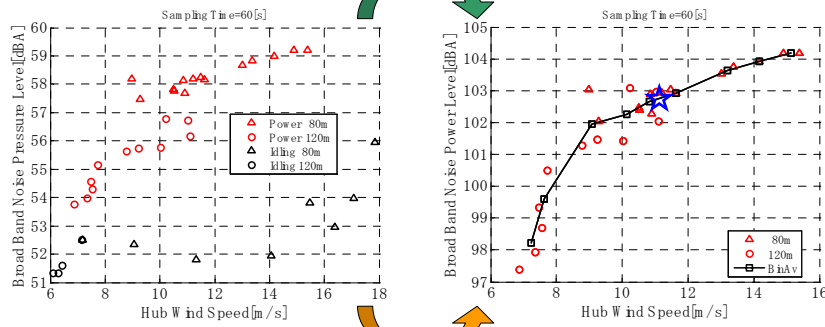 Sampling Time=60[s]
Broad Band Noise Pressure Level[dBA]
60
59
58
57
56
55
54
53
52
51
6
8
10
12
14
16
18
Hub Wind Speed[m/s]
Power 80m
Power 120m
Idling 80m
Idling 120m
Sampling Time=60[s]
Broad Band Noise Power Level[dBA]
105
104
103
102
101
100
99
98
97
6
8
10
12
14
16
Hub Wind Speed[m/s]
80m
120m
BinAv